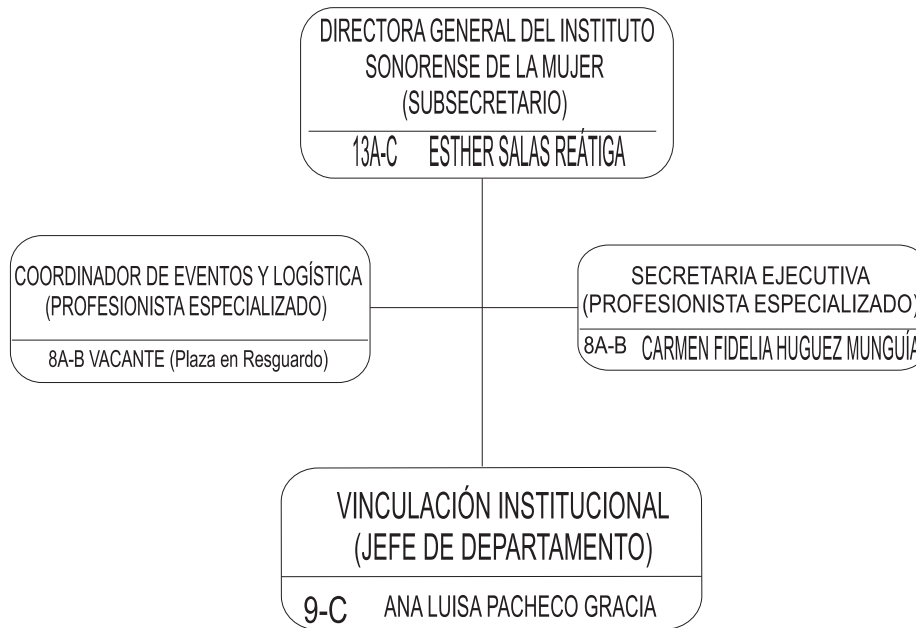 DIRECTORA GENERAL DEL INSTITUTO
SONORENSE DE LA MUJER
(SUBSECRETARIO)
13A-C ESTHER SALAS REÁTIGA
COORDINADOR DE EVENTOS Y LOGÍSTICA
(PROFESIONISTA ESPECIALIZADO)
8A-B VACANTE (Plaza en Resguardo)
SECRETARIA EJECUTIVA
(PROFESIONISTA ESPECIALIZADO)
8A-B CARMEN FIDELIA HUGUEZ MUNGUÍA
VINCULACIÓN INSTITUCIONAL
(JEFE DE DEPARTAMENTO)
9-C ANA LUISA PACHECO GRACIA